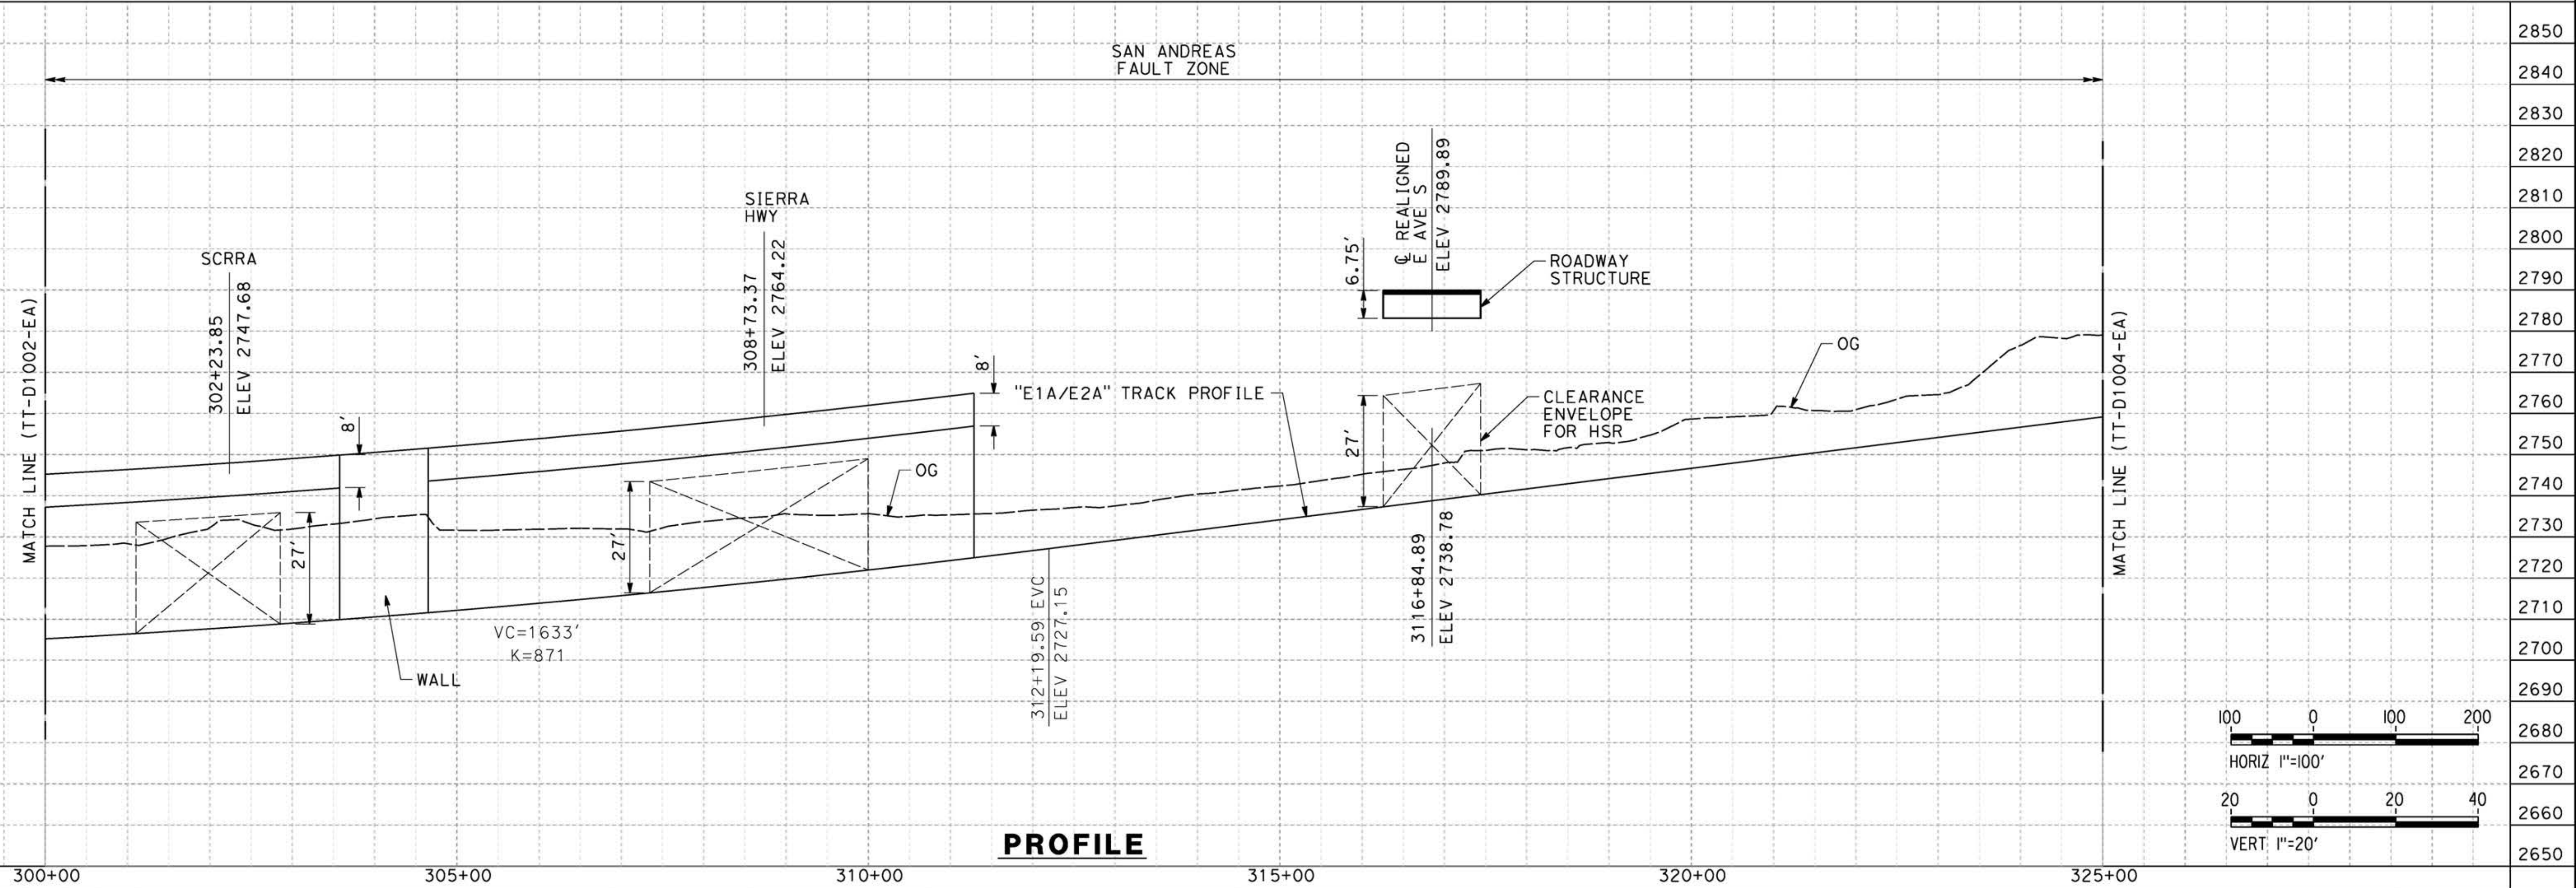 SAN ANDREAS
FAULT ZONE
2850
2840
2830
2820
2810
2800
2790
2780
2770
2760
2750
2740
2730
2720
2710
2700
2690
2680
2670
2660
2650
MATCH LINE (TT-D1002-EA)
SCRRA
302+23.85
ELEV 2747.68
8'
27'
WALL
VC=1633'
K=871
SIERRA
HWY
308+73.37
ELEV 2764.22
27'
OG
8'
"E1A/E2A" TRACK PROFILE
312+19.59 EVC
ELEV 2727.15
6.75'
℄ REALIGNED
E AVE S
ELEV 2789.89
ROADWAY
STRUCTURE
27'
CLEARANCE
ENVELOPE
FOR HSR
3116+84.89
ELEV 2738.78
OG
MATCH LINE (TT-D1004-EA)
100 0 100 200
HORIZ 1"=100'
20 0 20 40
VERT 1"=20'
PROFILE
300+00 305+00 310+00 315+00 320+00 325+00